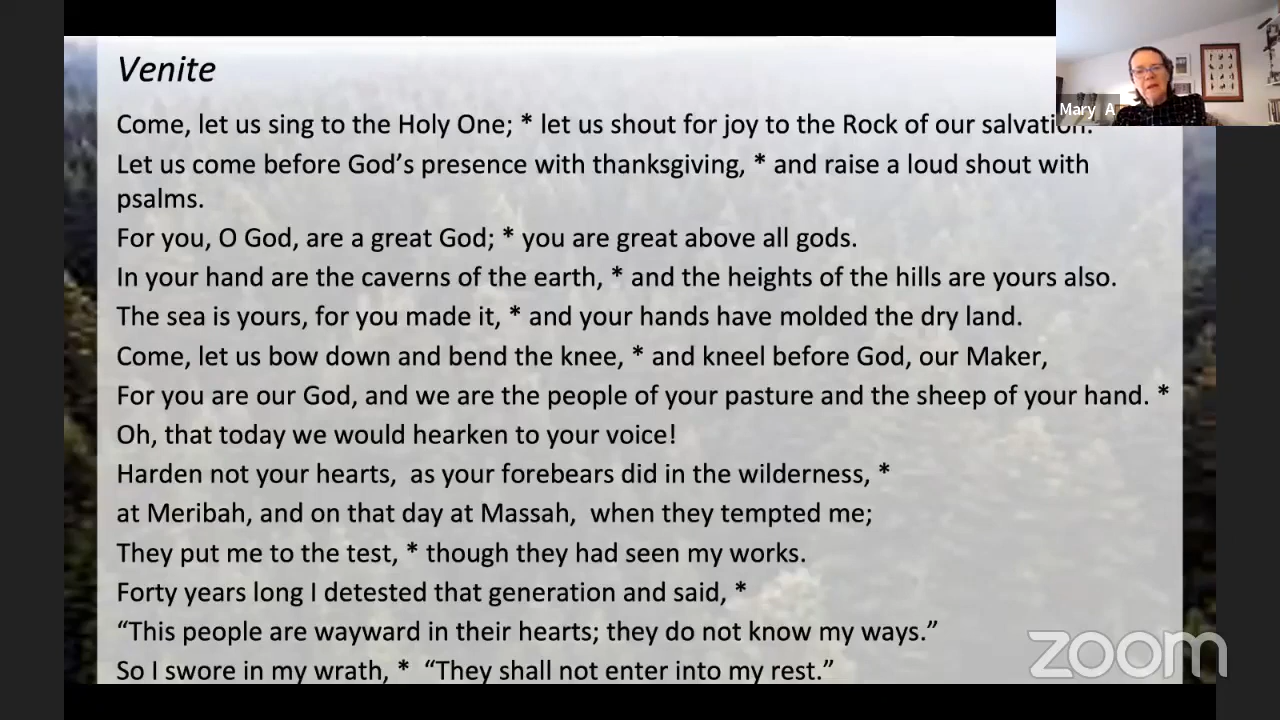 Venite
Come, let us sing to the Holy One; * let us shout for joy to the Rock of our salvation.
Let us come before God’s presence with thanksgiving, * and raise a loud shout with
psalms.
For you, O God, are a great God; * you are great above all gods.
In your hand are the caverns of the earth, * and the heights of the hills are yours also.
The sea is yours, for you made it, * and your hands have molded the dry land.
Come, let us bow down and bend the knee, * and kneel before God, our Maker,
For you are our God, and we are the people of your pasture and the sheep of your hand. *
Oh, that today we would hearken to your voice!
Harden not your hearts,  as your forebears did in the wilderness, *
at Meribah, and on that day at Massah,  when they tempted me;
They put me to the test, * though they had seen my works.
Forty years long I detested that generation and said, *
“This people are wayward in their hearts; they do not know my ways.”
So I swore in my wrath, *  “They shall not enter into my rest.”
Mary A
zoom